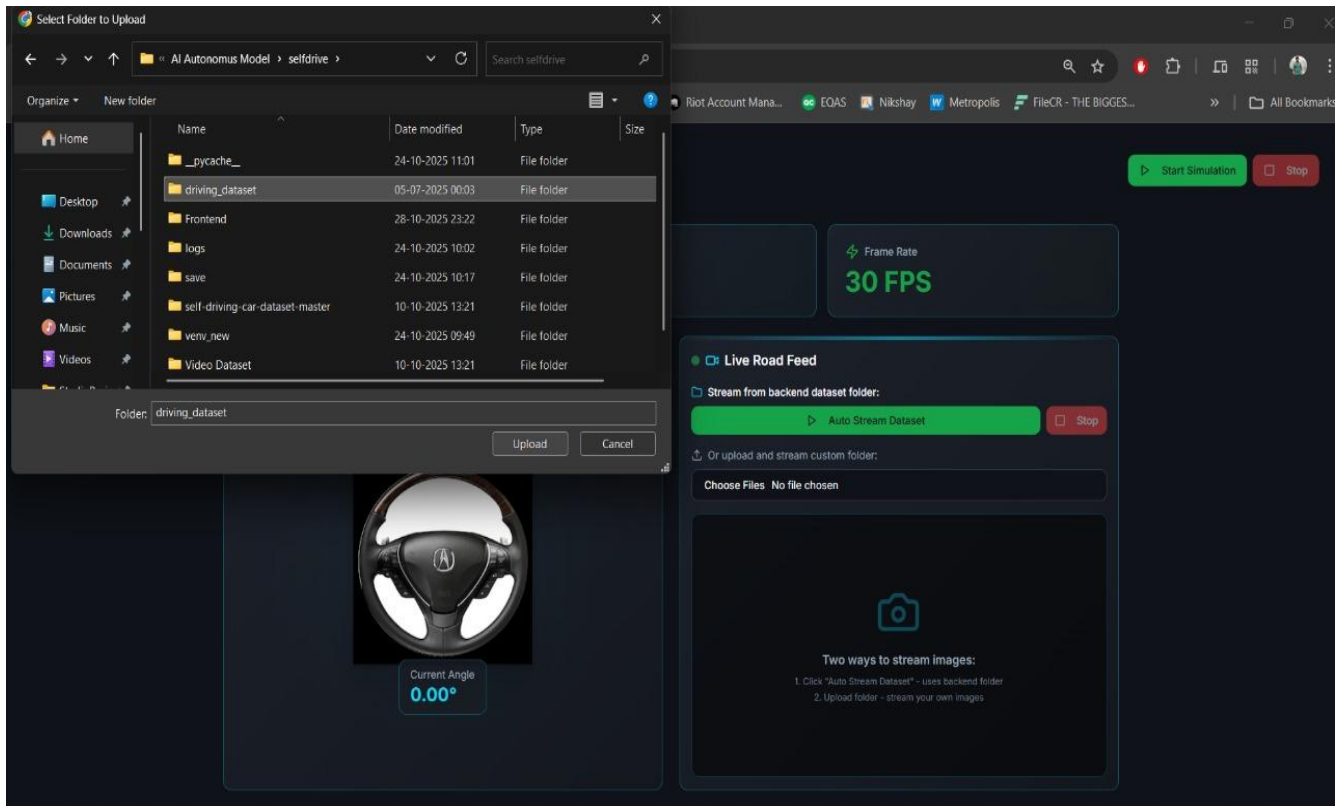 Select Folder to Upload
« AI Autonomus Model › selfdrive ›
Search selfdrive
Organize
New folder
Name
Date modified
Type
Size
Home
Desktop
Downloads
Documents
Pictures
Music
Videos
__pycache__ 24-10-2025 11:01 File folder
driving_dataset 05-07-2025 00:03 File folder
Frontend 28-10-2025 23:22 File folder
logs 24-10-2025 10:02 File folder
save 24-10-2025 10:17 File folder
self-driving-car-dataset-master 10-10-2025 13:21 File folder
venv_new 24-10-2025 09:49 File folder
Video Dataset 10-10-2025 13:21 File folder
Folder: driving_dataset
Upload
Cancel
Riot Account Mana...
EQAS
Nikshay
Metropolis
FileCR - THE BIGGES...
»
All Bookmarks
Start Simulation
Stop
Frame Rate
30 FPS
Live Road Feed
Stream from backend dataset folder:
Auto Stream Dataset
Stop
Or upload and stream custom folder:
Choose Files No file chosen
Two ways to stream images:
1. Click "Auto Stream Dataset" - uses backend folder
2. Upload folder - stream your own images
Current Angle
0.00°